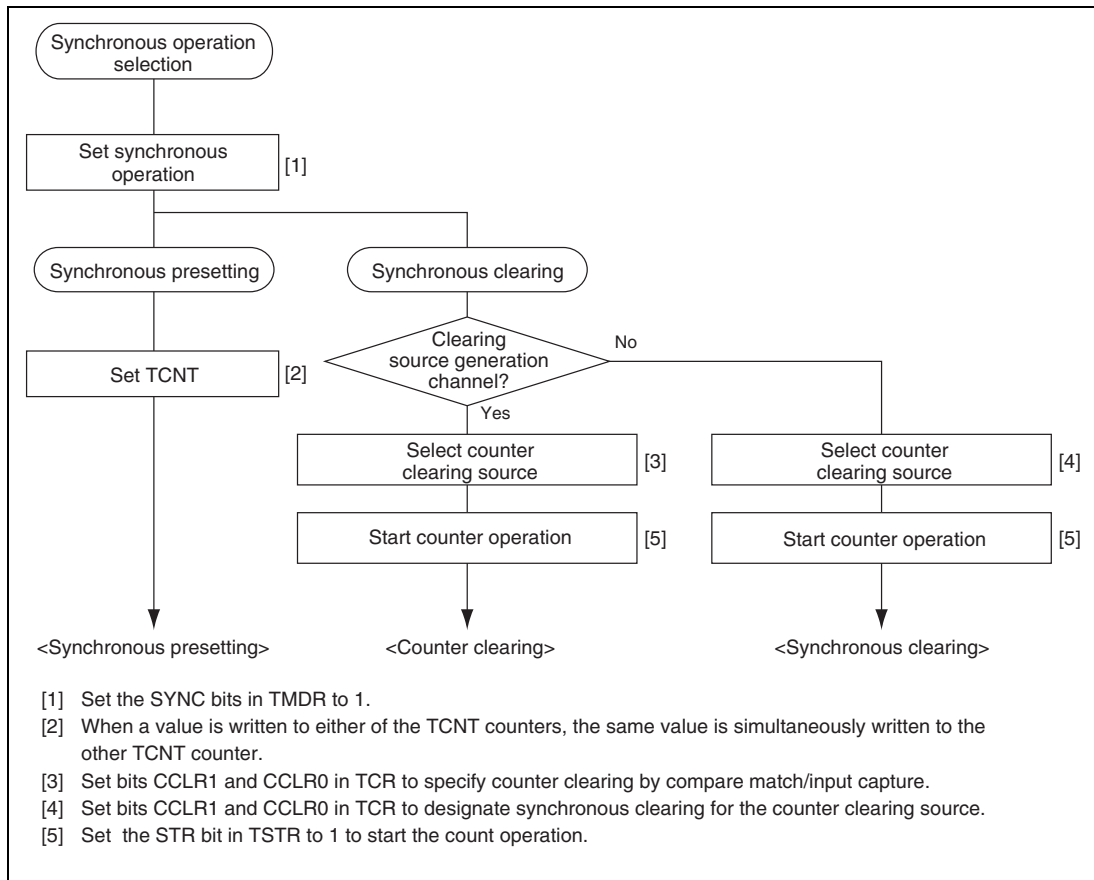 Synchronous operation
selection
Set synchronous
operation
[1]
Synchronous presetting
Synchronous clearing
Clearing
source generation
channel?
No
Set TCNT
[2]
Yes
Select counter
clearing source
[3]
Select counter
clearing source
[4]
Start counter operation
[5]
Start counter operation
[5]
<Synchronous presetting>
<Counter clearing>
<Synchronous clearing>
[1] Set the SYNC bits in TMDR to 1.
[2] When a value is written to either of the TCNT counters, the same value is simultaneously written to the
other TCNT counter.
[3] Set bits CCLR1 and CCLR0 in TCR to specify counter clearing by compare match/input capture.
[4] Set bits CCLR1 and CCLR0 in TCR to designate synchronous clearing for the counter clearing source.
[5] Set the STR bit in TSTR to 1 to start the count operation.